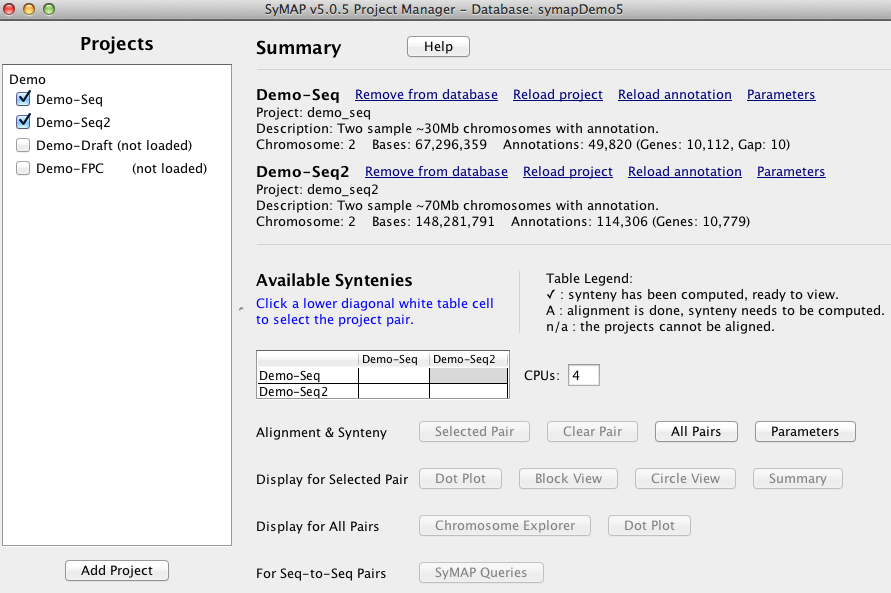 SyMAP v5.0.5 Project Manager - Database: symapDemo5
Projects
Demo
Demo-Seq
Demo-Seq2
Demo-Draft (not loaded)
Demo-FPC (not loaded)
Add Project
Summary Help
Demo-Seq Remove from database Reload project Reload annotation Parameters
Project: demo_seq
Description: Two sample ~30Mb chromosomes with annotation.
Chromosome: 2 Bases: 67,296,359 Annotations: 49,820 (Genes: 10,112, Gap: 10)
Demo-Seq2 Remove from database Reload project Reload annotation Parameters
Project: demo_seq2
Description: Two sample ~70Mb chromosomes with annotation.
Chromosome: 2 Bases: 148,281,791 Annotations: 114,306 (Genes: 10,779)
Available Syntenies
Click a lower diagonal white table cell
to select the project pair.
Table Legend:
✓ : synteny has been computed, ready to view.
A : alignment is done, synteny needs to be computed.
n/a : the projects cannot be aligned.
Demo-Seq Demo-Seq2
Demo-Seq
Demo-Seq2
CPUs: 4
Alignment & Synteny Selected Pair Clear Pair All Pairs Parameters
Display for Selected Pair Dot Plot Block View Circle View Summary
Display for All Pairs Chromosome Explorer Dot Plot
For Seq-to-Seq Pairs SyMAP Queries